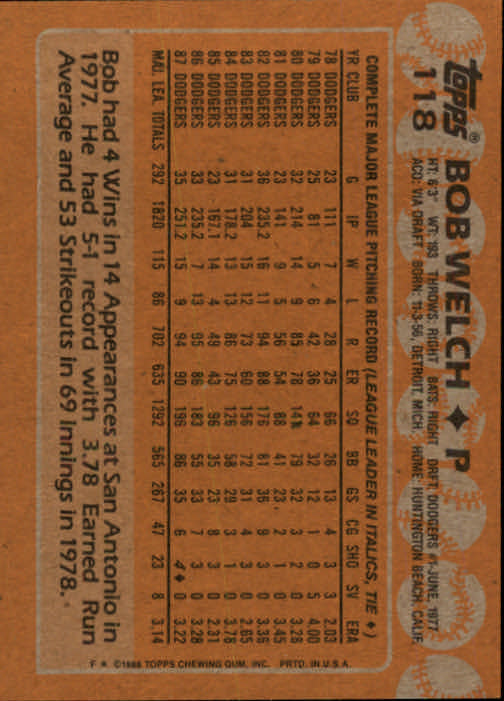 topps® BOB WELCH ♦ P
118 HT: 6'3" WT: 193 THROWS: RIGHT BATS: RIGHT DRFT: DODGERS #1-JUNE, 1977
ACQ: VIA DRAFT BORN: 11-3-56, DETROIT, MICH. HOME: HUNTINGTON BEACH, CALIF.
COMPLETE MAJOR LEAGUE PITCHING RECORD (LEAGUE LEADER IN ITALICS, TIE ♦)
YR CLUB G IP W L R ER SO BB GS CG SHO SV ERA
78 DODGERS 23 111 7 4 28 25 66 26 13 4 3 3 2.03
79 DODGERS 25 81 5 6 42 36 64 32 12 1 0 5 4.00
80 DODGERS 32 214 14 9 85 78 141 79 32 3 2 0 3.28
81 DODGERS 23 141 9 5 56 54 88 41 23 2 1 0 3.45
82 DODGERS 36 235.2 16 11 94 88 176 81 36 9 3 0 3.36
83 DODGERS 31 204 15 12 73 60 156 72 31 4 3 0 2.65
84 DODGERS 31 178.2 13 13 86 75 126 58 29 3 1 0 3.78
85 DODGERS 23 167.1 14 4 49 43 96 35 23 8 3 0 2.31
86 DODGERS 33 235.2 7 13 95 86 183 55 33 7 3 0 3.28
87 DODGERS 35 251.2 15 9 94 90 196 86 35 6 4♦ 0 3.22
MAJ. LEA. TOTALS 292 1820 115 86 702 635 1292 565 267 47 23 8 3.14
Bob had 4 Wins in 14 Appearances at San Antonio in
1977. He had 5-1 record with 3.78 Earned Run
Average and 53 Strikeouts in 69 Innings in 1978.
F ★ ©1988 TOPPS CHEWING GUM, INC. PRTD. IN U.S.A.